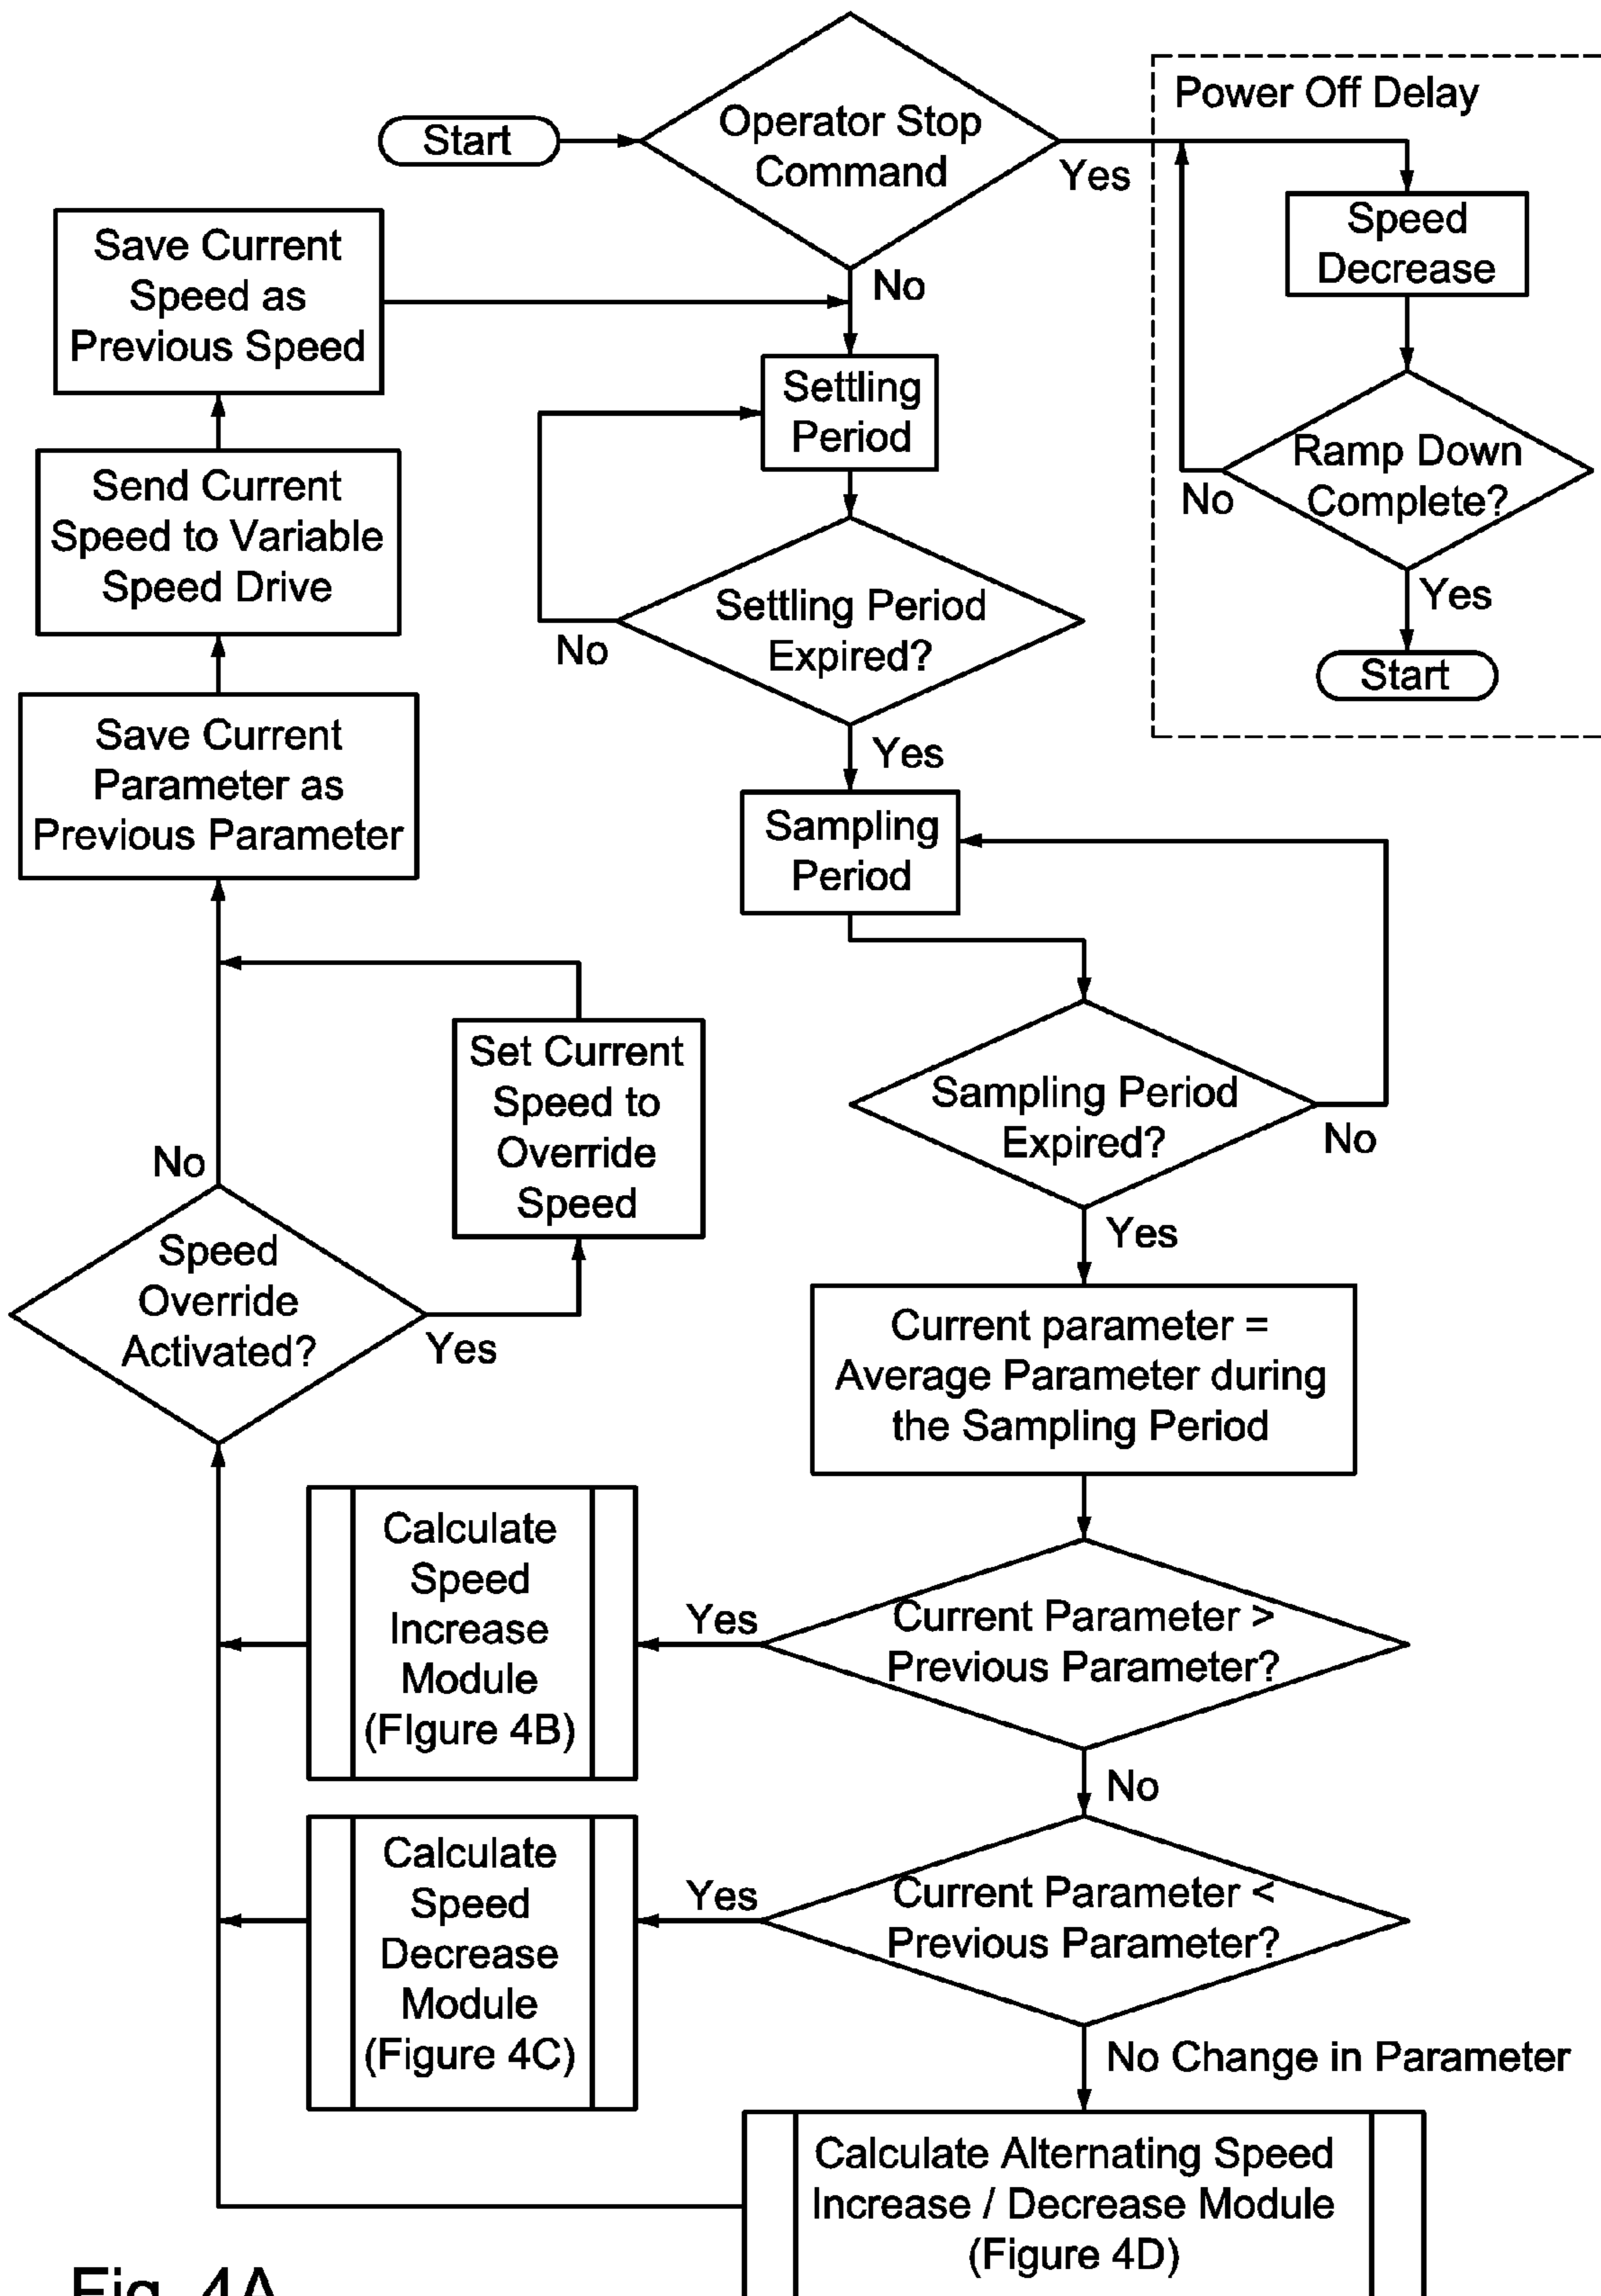 Start
Operator Stop
Command
Yes
No
Power Off Delay
Speed
Decrease
Ramp Down
Complete?
No
Yes
Start
Save Current
Speed as
Previous Speed
Send Current
Speed to Variable
Speed Drive
Save Current
Parameter as
Previous Parameter
Settling
Period
Settling Period
Expired?
No
Yes
Sampling
Period
Sampling Period
Expired?
No
Yes
Set Current
Speed to
Override
Speed
No
Speed
Override
Activated?
Yes
Current parameter =
Average Parameter during
the Sampling Period
Calculate
Speed
Increase
Module
(FIgure 4B)
Yes
Current Parameter >
Previous Parameter?
No
Calculate
Speed
Decrease
Module
(Figure 4C)
Yes
Current Parameter <
Previous Parameter?
No Change in Parameter
Calculate Alternating Speed
Increase / Decrease Module
(Figure 4D)
Fig. 4A